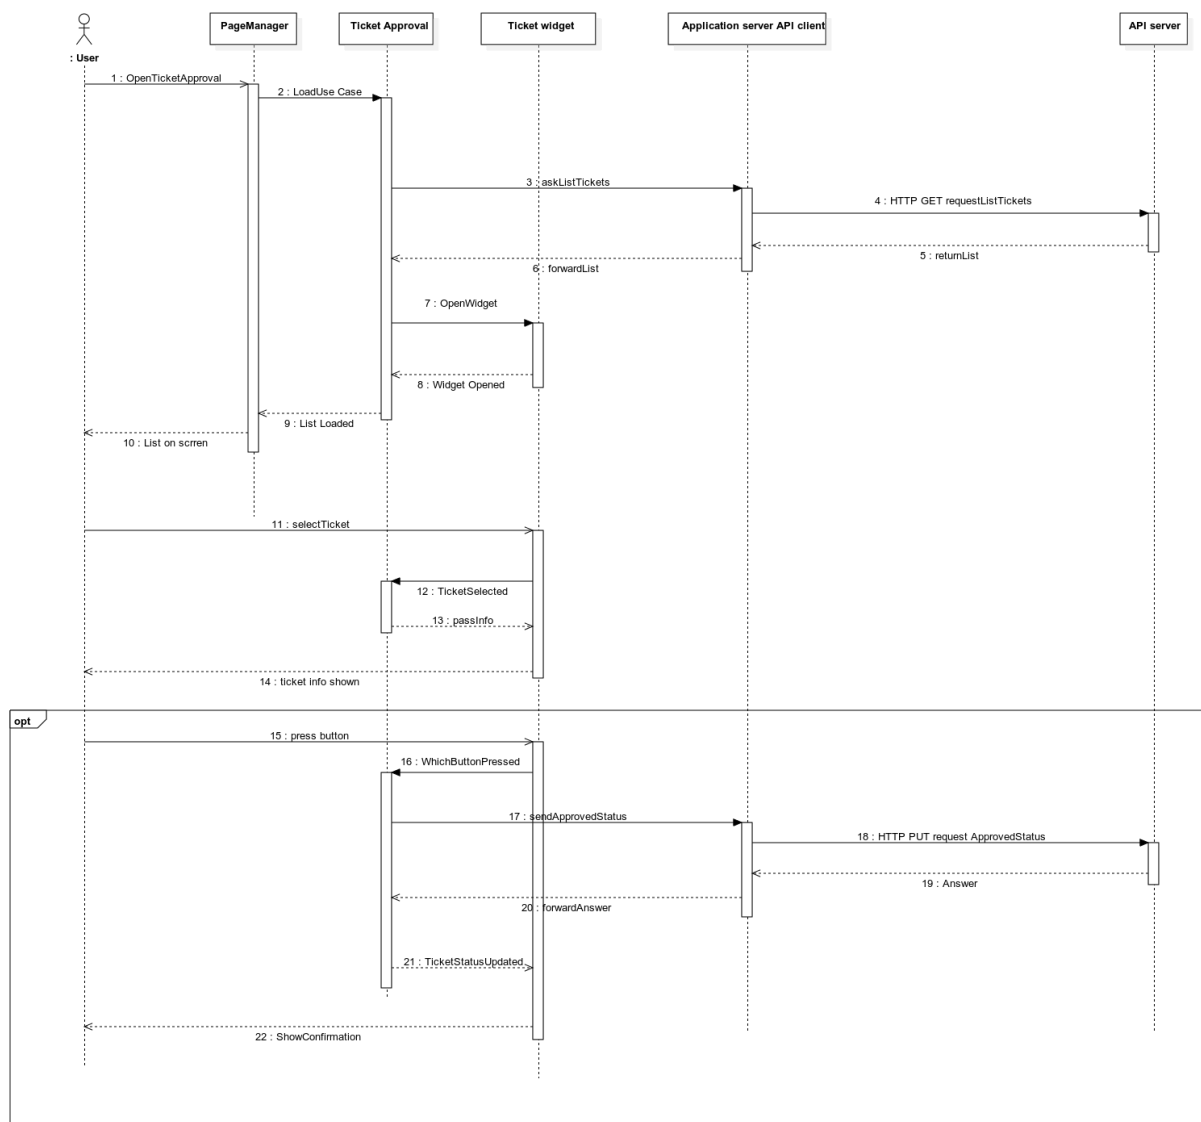 PageManager
Ticket Approval
Ticket widget
Application server API client
API server
: User
1 : OpenTicketApproval
2 : LoadUse Case
3 : askListTickets
4 : HTTP GET requestListTickets
5 : returnList
6 : forwardList
7 : OpenWidget
8 : Widget Opened
9 : List Loaded
10 : List on scrren
11 : selectTicket
12 : TicketSelected
13 : passInfo
14 : ticket info shown
opt
15 : press button
16 : WhichButtonPressed
17 : sendApprovedStatus
18 : HTTP PUT request ApprovedStatus
19 : Answer
20 : forwardAnswer
21 : TicketStatusUpdated
22 : ShowConfirmation